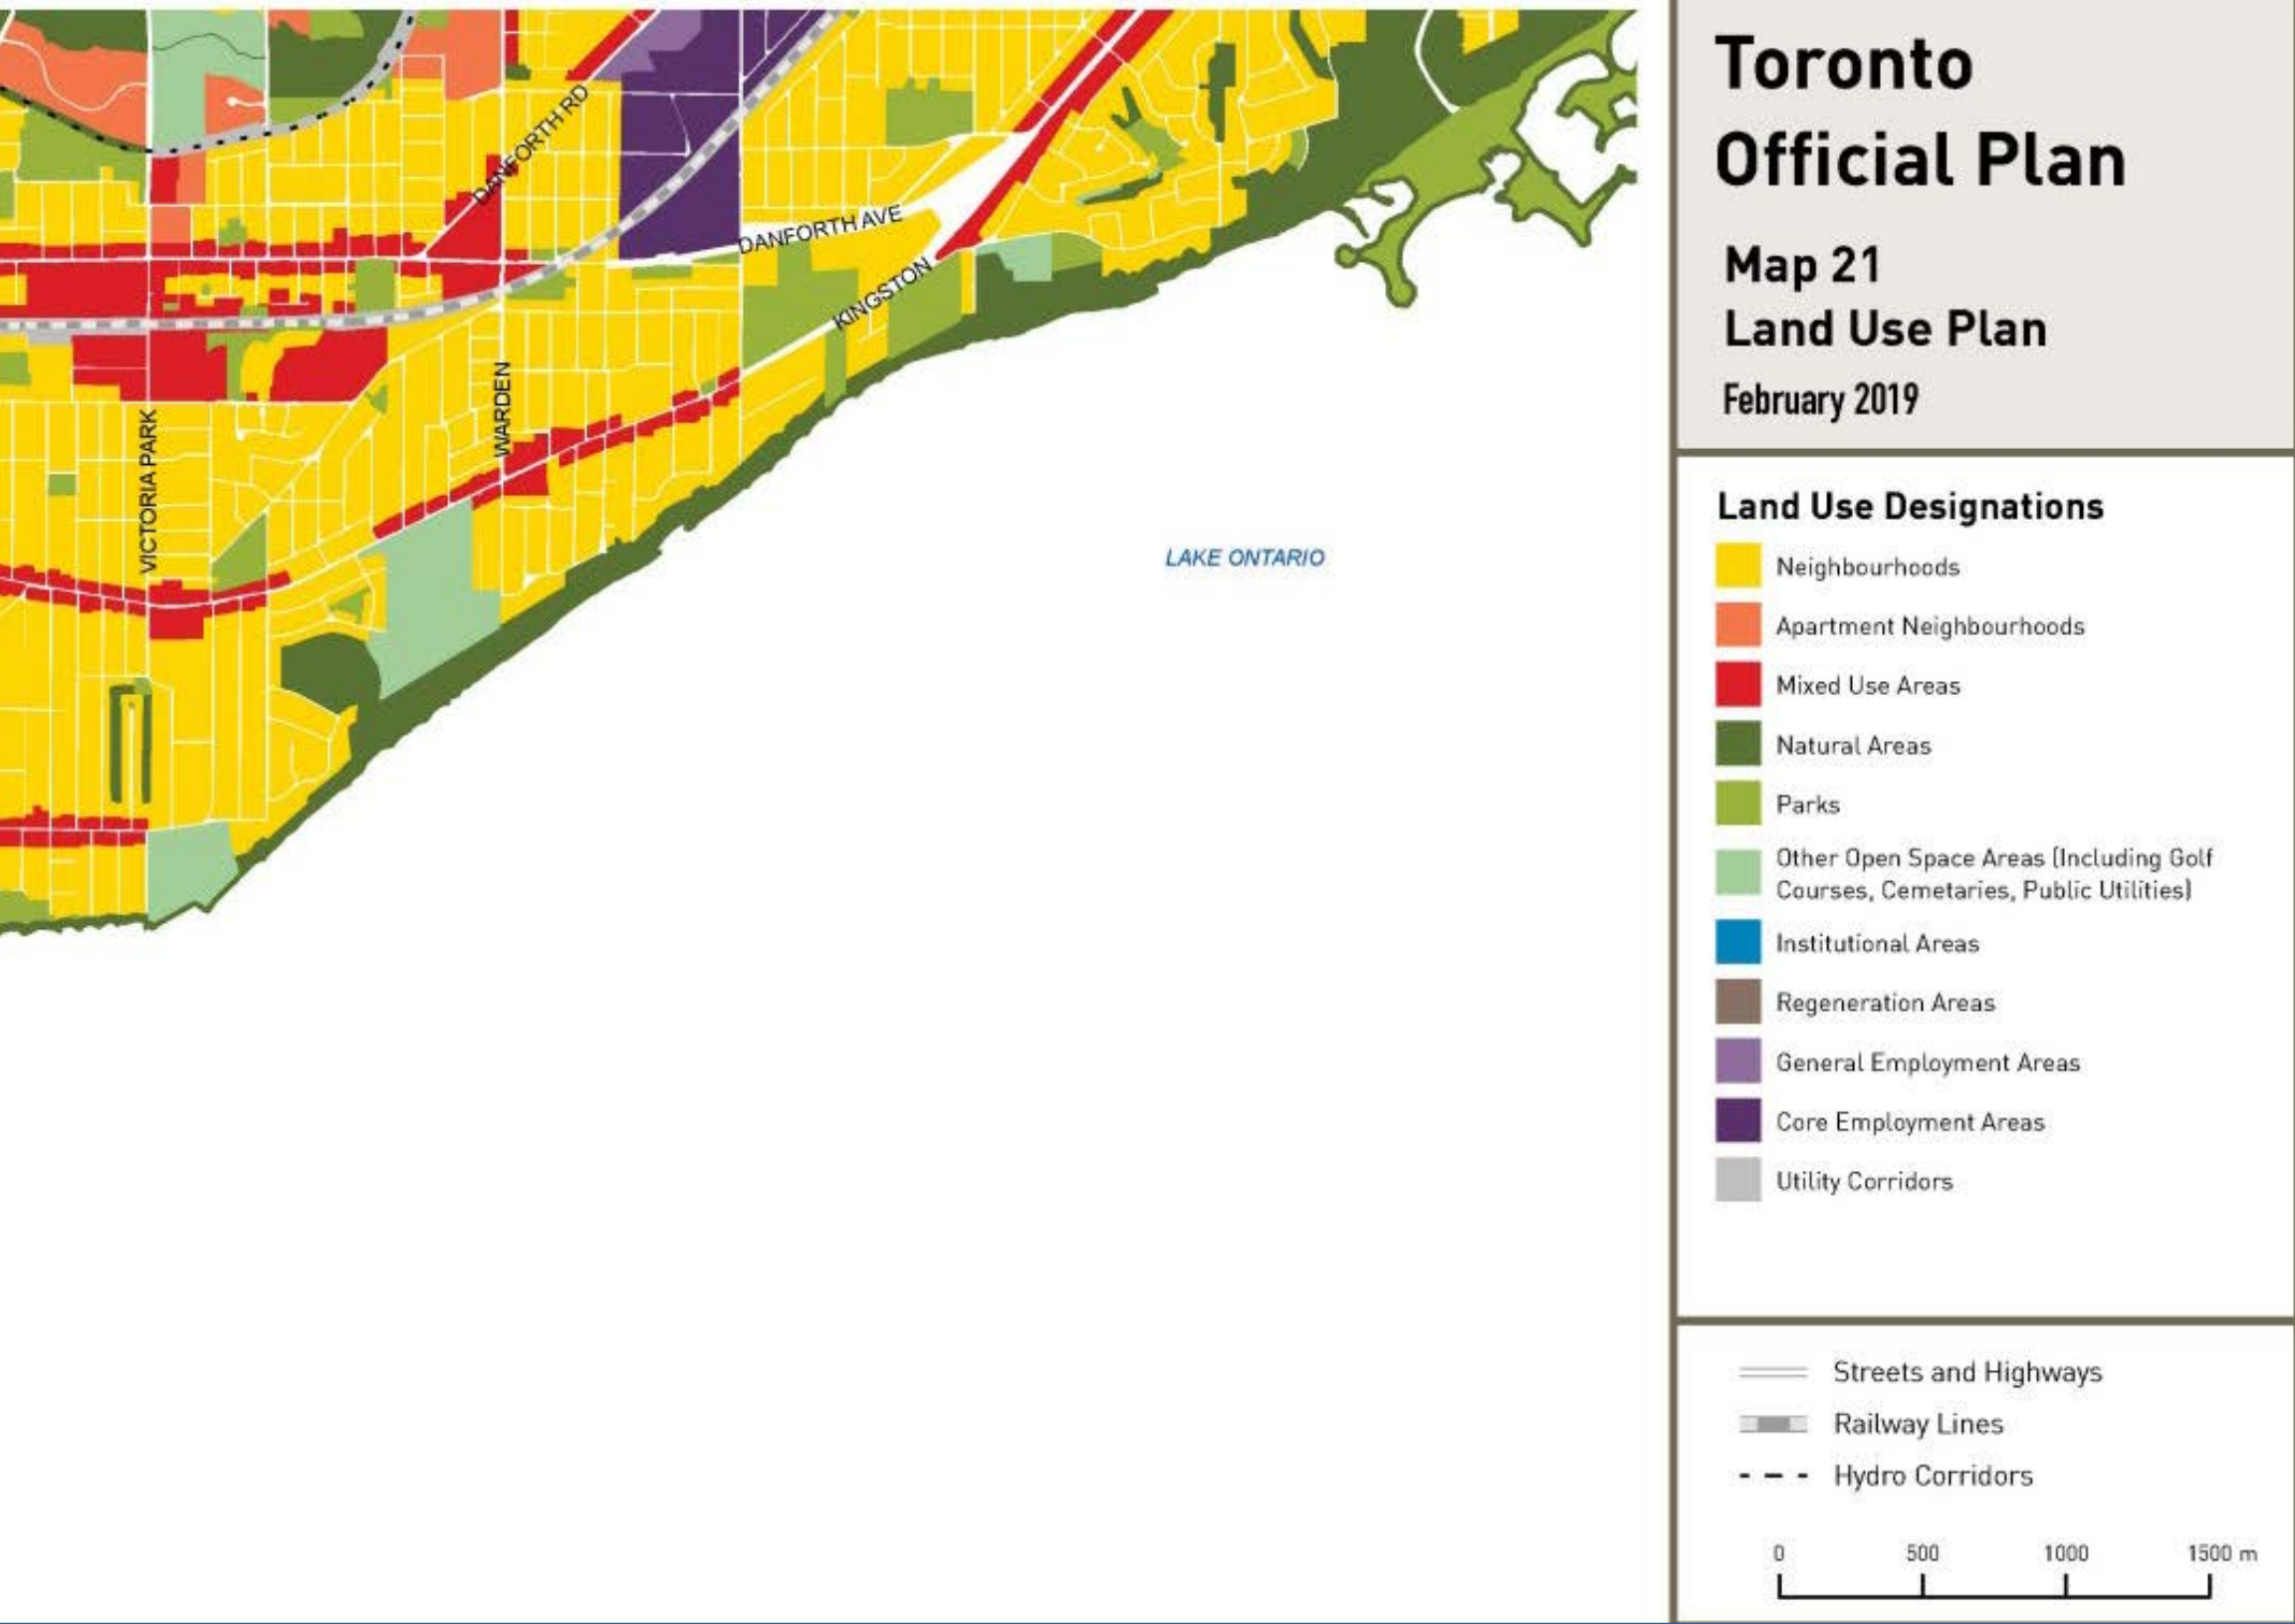 Toronto
Official Plan
Map 21
Land Use Plan
February 2019
DANFORTH RD
DANFORTH AVE
KINGSTON
WARDEN
VICTORIA PARK
LAKE ONTARIO
Land Use Designations
Neighbourhoods
Apartment Neighbourhoods
Mixed Use Areas
Natural Areas
Parks
Other Open Space Areas (Including Golf
Courses, Cemetaries, Public Utilities)
Institutional Areas
Regeneration Areas
General Employment Areas
Core Employment Areas
Utility Corridors
Streets and Highways
Railway Lines
Hydro Corridors
0 500 1000 1500 m